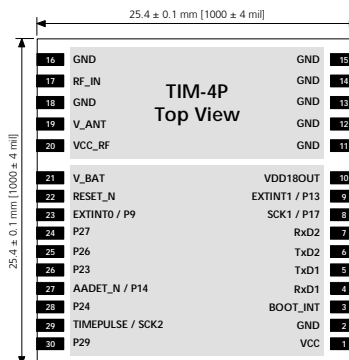 25.4 ± 0.1 mm [1000 ± 4 mil]
25.4 ± 0.1 mm [1000 ± 4 mil]
TIM-4P
Top View
16 GND GND 15
17 RF_IN GND 14
18 GND GND 13
19 V_ANT GND 12
20 VCC_RF GND 11
21 V_BAT VDD18OUT 10
22 RESET_N EXTINT1 / P13 9
23 EXTINT0 / P9 SCK1 / P17 8
24 P27 RxD2 7
25 P26 TxD2 6
26 P23 TxD1 5
27 AADET_N / P14 RxD1 4
28 P24 BOOT_INT 3
29 TIMEPULSE / SCK2 GND 2
30 P29 VCC 1